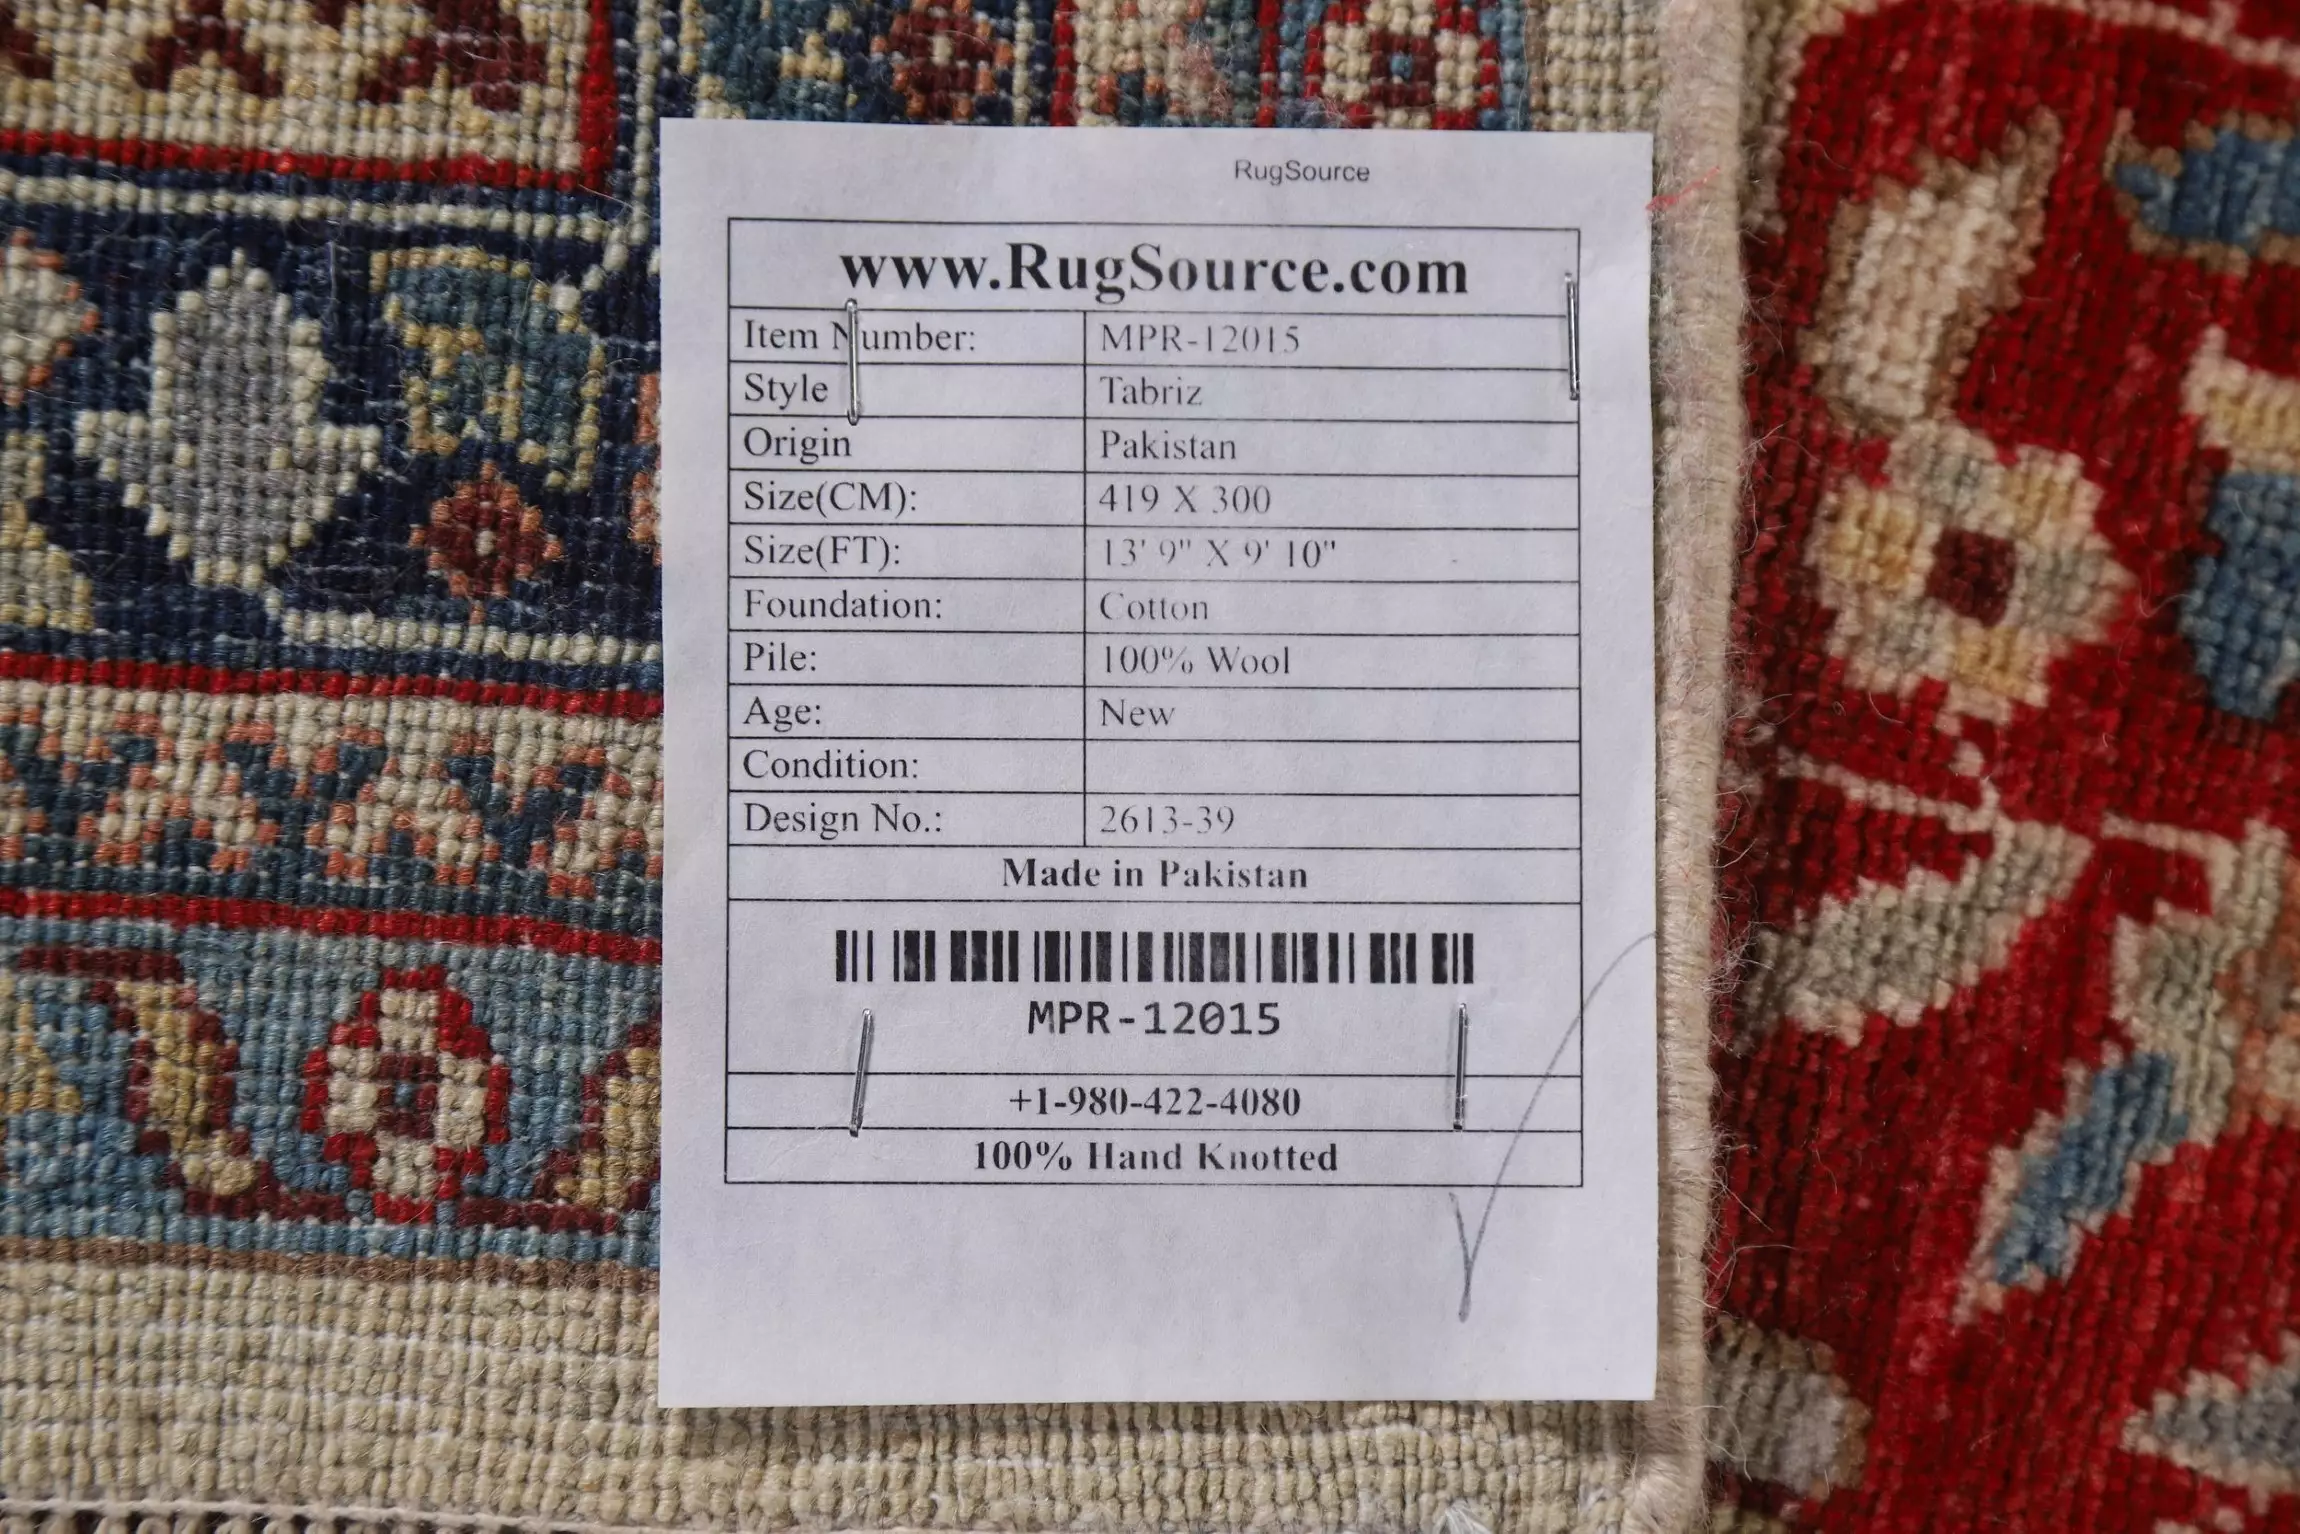 RugSource
www.RugSource.com
Item Number: MPR-12015
Style Tabriz
Origin Pakistan
Size(CM): 419 X 300
Size(FT): 13' 9" X 9' 10"
Foundation: Cotton
Pile: 100% Wool
Age: New
Condition:
Design No.: 2613-39
Made in Pakistan
MPR-12015
+1-980-422-4080
100% Hand Knotted